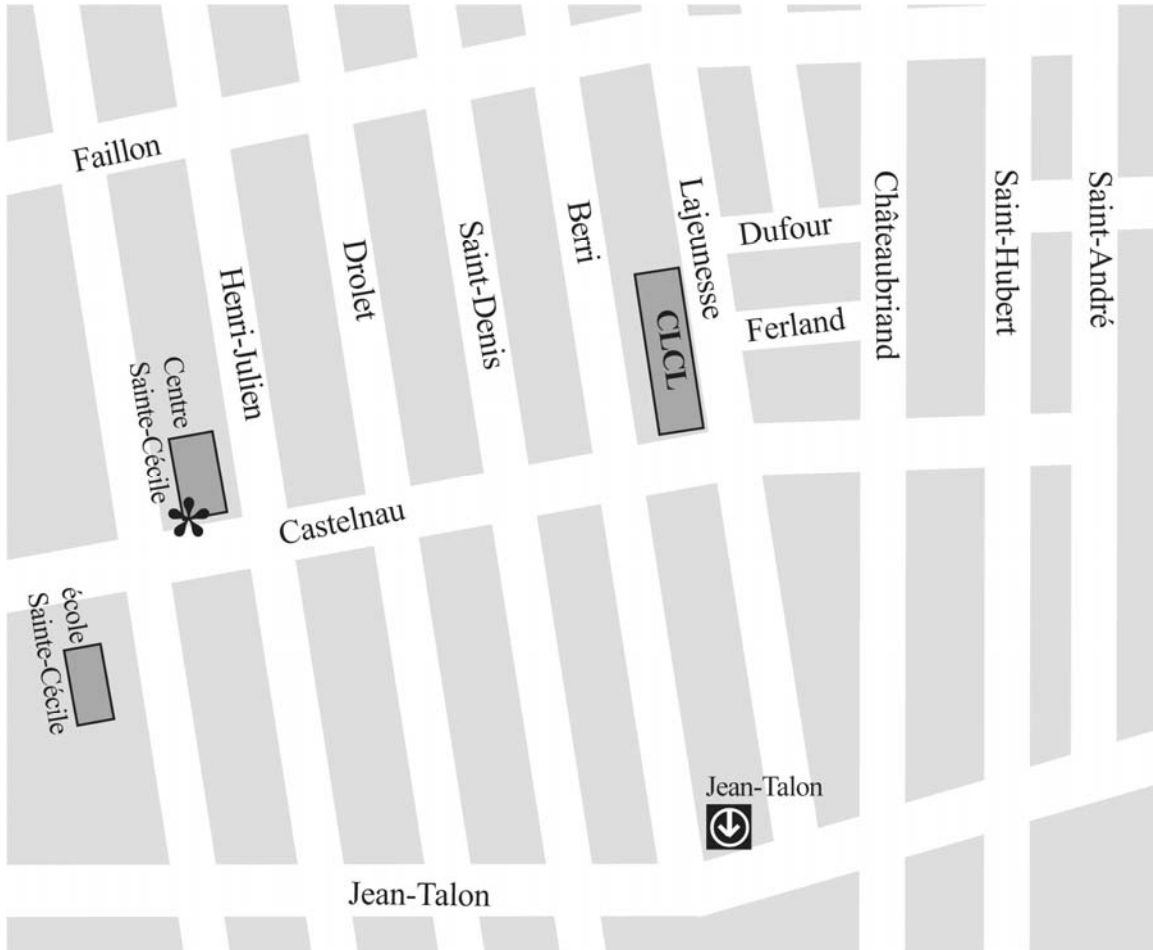 Faillon
Henri-Julien
Drolet
Saint-Denis
Berri
Lajeunesse
Dufour
Ferland
Châteaubriand
Saint-Hubert
Saint-André
CLCL
Centre
Sainte-Cécile
Castelnau
école
Sainte-Cécile
Jean-Talon
Jean-Talon